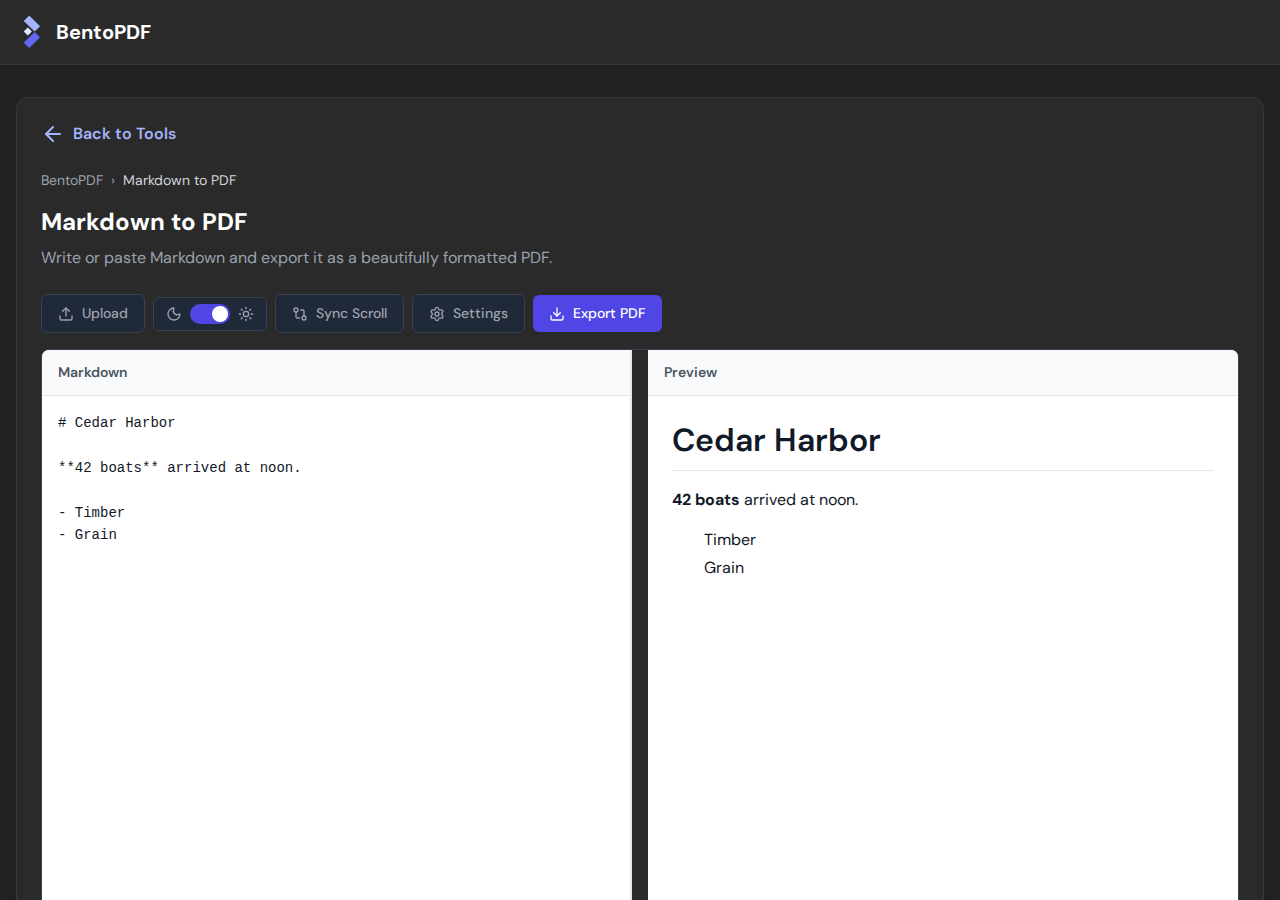 BentoPDF
Back to Tools
BentoPDF › Markdown to PDF
Markdown to PDF
Write or paste Markdown and export it as a beautifully formatted PDF.
Upload
Sync Scroll
Settings
Export PDF
Markdown
# Cedar Harbor
**42 boats** arrived at noon.
- Timber
- Grain
Preview
Cedar Harbor
42 boats arrived at noon.
Timber
Grain